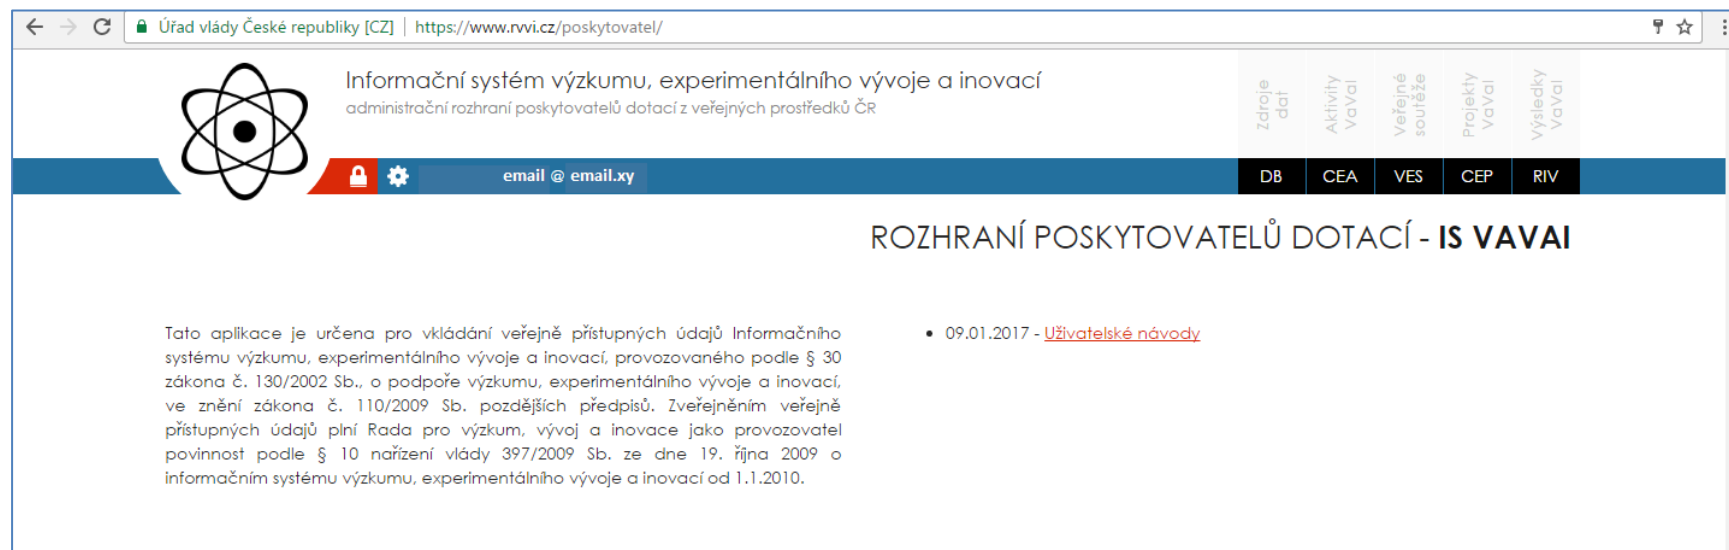 Úřad vlády České republiky [CZ] | https://www.rvvi.cz/poskytovatel/
Informační systém výzkumu, experimentálního vývoje a inovací
administrační rozhraní poskytovatelů dotací z veřejných prostředků ČR
Zdroje dat
Aktivity VaVaI
Veřejné soutěže
Projekty VaVaI
Výsledky VaVaI
email @ email.xy
DB CEA VES CEP RIV
ROZHRANÍ POSKYTOVATELŮ DOTACÍ - IS VAVAI
Tato aplikace je určena pro vkládání veřejně přístupných údajů Informačního
systému výzkumu, experimentálního vývoje a inovací, provozovaného podle § 30
zákona č. 130/2002 Sb., o podpoře výzkumu, experimentálního vývoje a inovací,
ve znění zákona č. 110/2009 Sb. pozdějších předpisů. Zveřejněním veřejně
přístupných údajů plní Rada pro výzkum, vývoj a inovace jako provozovatel
povinnost podle § 10 nařízení vlády 397/2009 Sb. ze dne 19. října 2009 o
informačním systému výzkumu, experimentálního vývoje a inovací od 1.1.2010.
• 09.01.2017 - Uživatelské návody